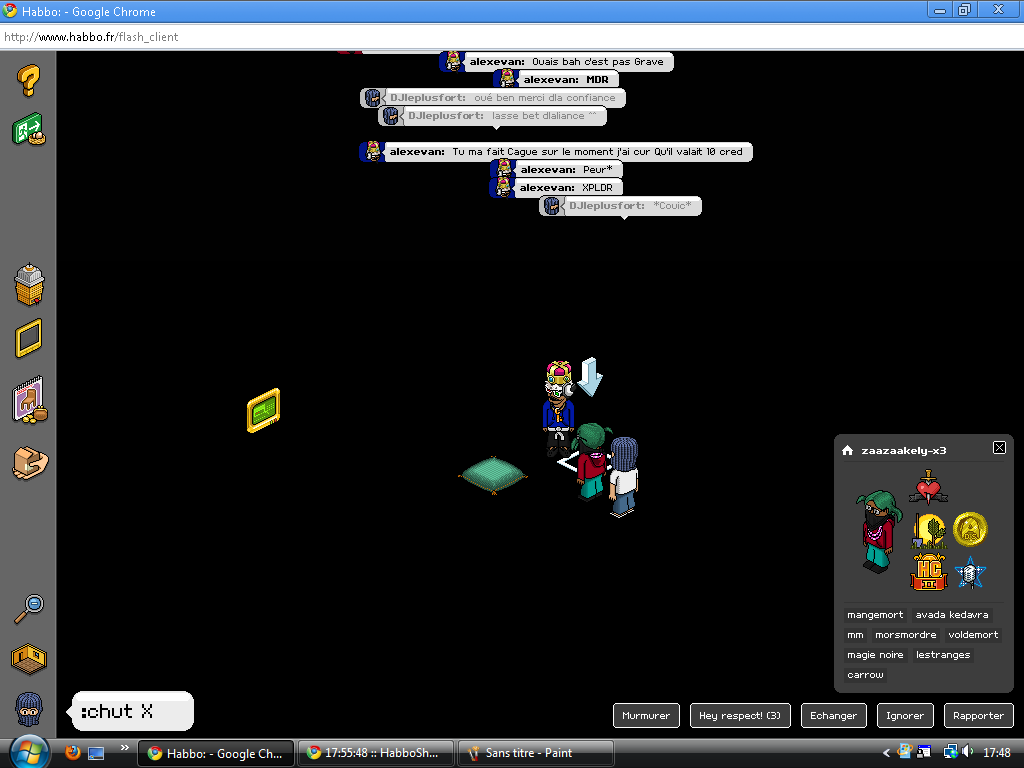 Habbo: - Google Chrome
http://www.habbo.fr/flash_client
alexevan: Ouais bah c'est pas Grave
alexevan: MDR
DJleplusfort: oué ben merci dla confiance
DJleplusfort: lasse bet dlaliance ^^
alexevan: Tu ma fait Cague sur le moment j'ai cur Qu'il valait 10 cred
alexevan: Peur*
alexevan: XPLDR
DJleplusfort: *Couic*
zaazaakely-x3
HC
II
mangemort avada kedavra
mm morsmordre voldemort
magie noire lestranges
carrow
:chut X
Murmurer Hey respect! (3) Echanger Ignorer Rapporter
Habbo: - Google Ch... 17:55:48 :: HabboSh... Sans titre - Paint 17:48